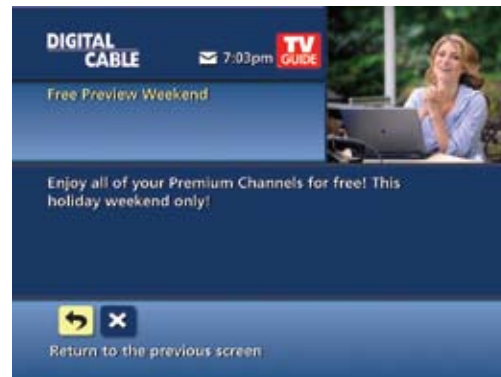 DIGITAL
CABLE
7:03pm
TV
GUIDE
Free Preview Weekend
Enjoy all of your Premium Channels for free! This
holiday weekend only!
Return to the previous screen